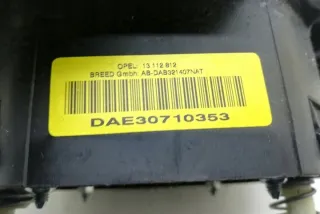 OPEL: 13 112 812
BREED Gmbh: AB-DAB321407NAT
DAE30710353